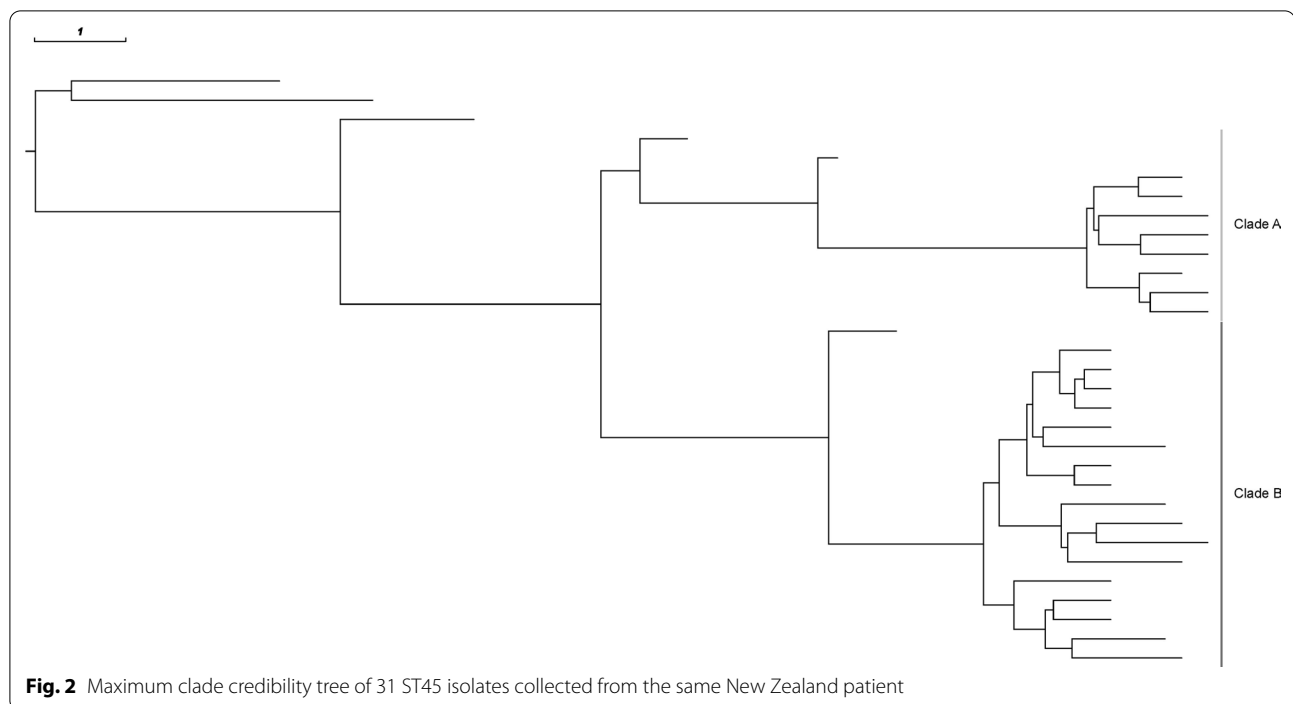 1
Clade A
Clade B
Fig. 2 Maximum clade credibility tree of 31 ST45 isolates collected from the same New Zealand patient